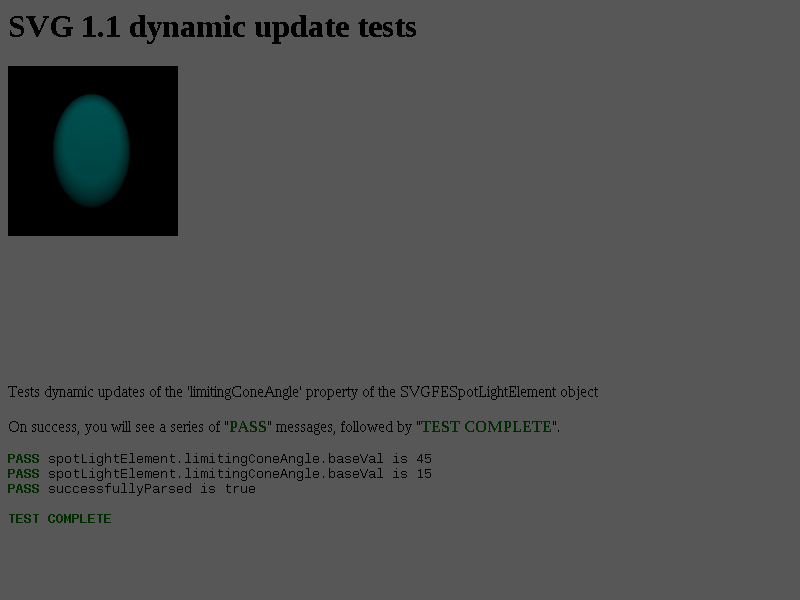 SVG 1.1 dynamic update tests
Tests dynamic updates of the 'limitingConeAngle' property of the SVGFESpotLightElement object
On success, you will see a series of "PASS" messages, followed by "TEST COMPLETE".
PASS spotLightElement.limitingConeAngle.baseVal is 45
PASS spotLightElement.limitingConeAngle.baseVal is 15
PASS successfullyParsed is true
TEST COMPLETE